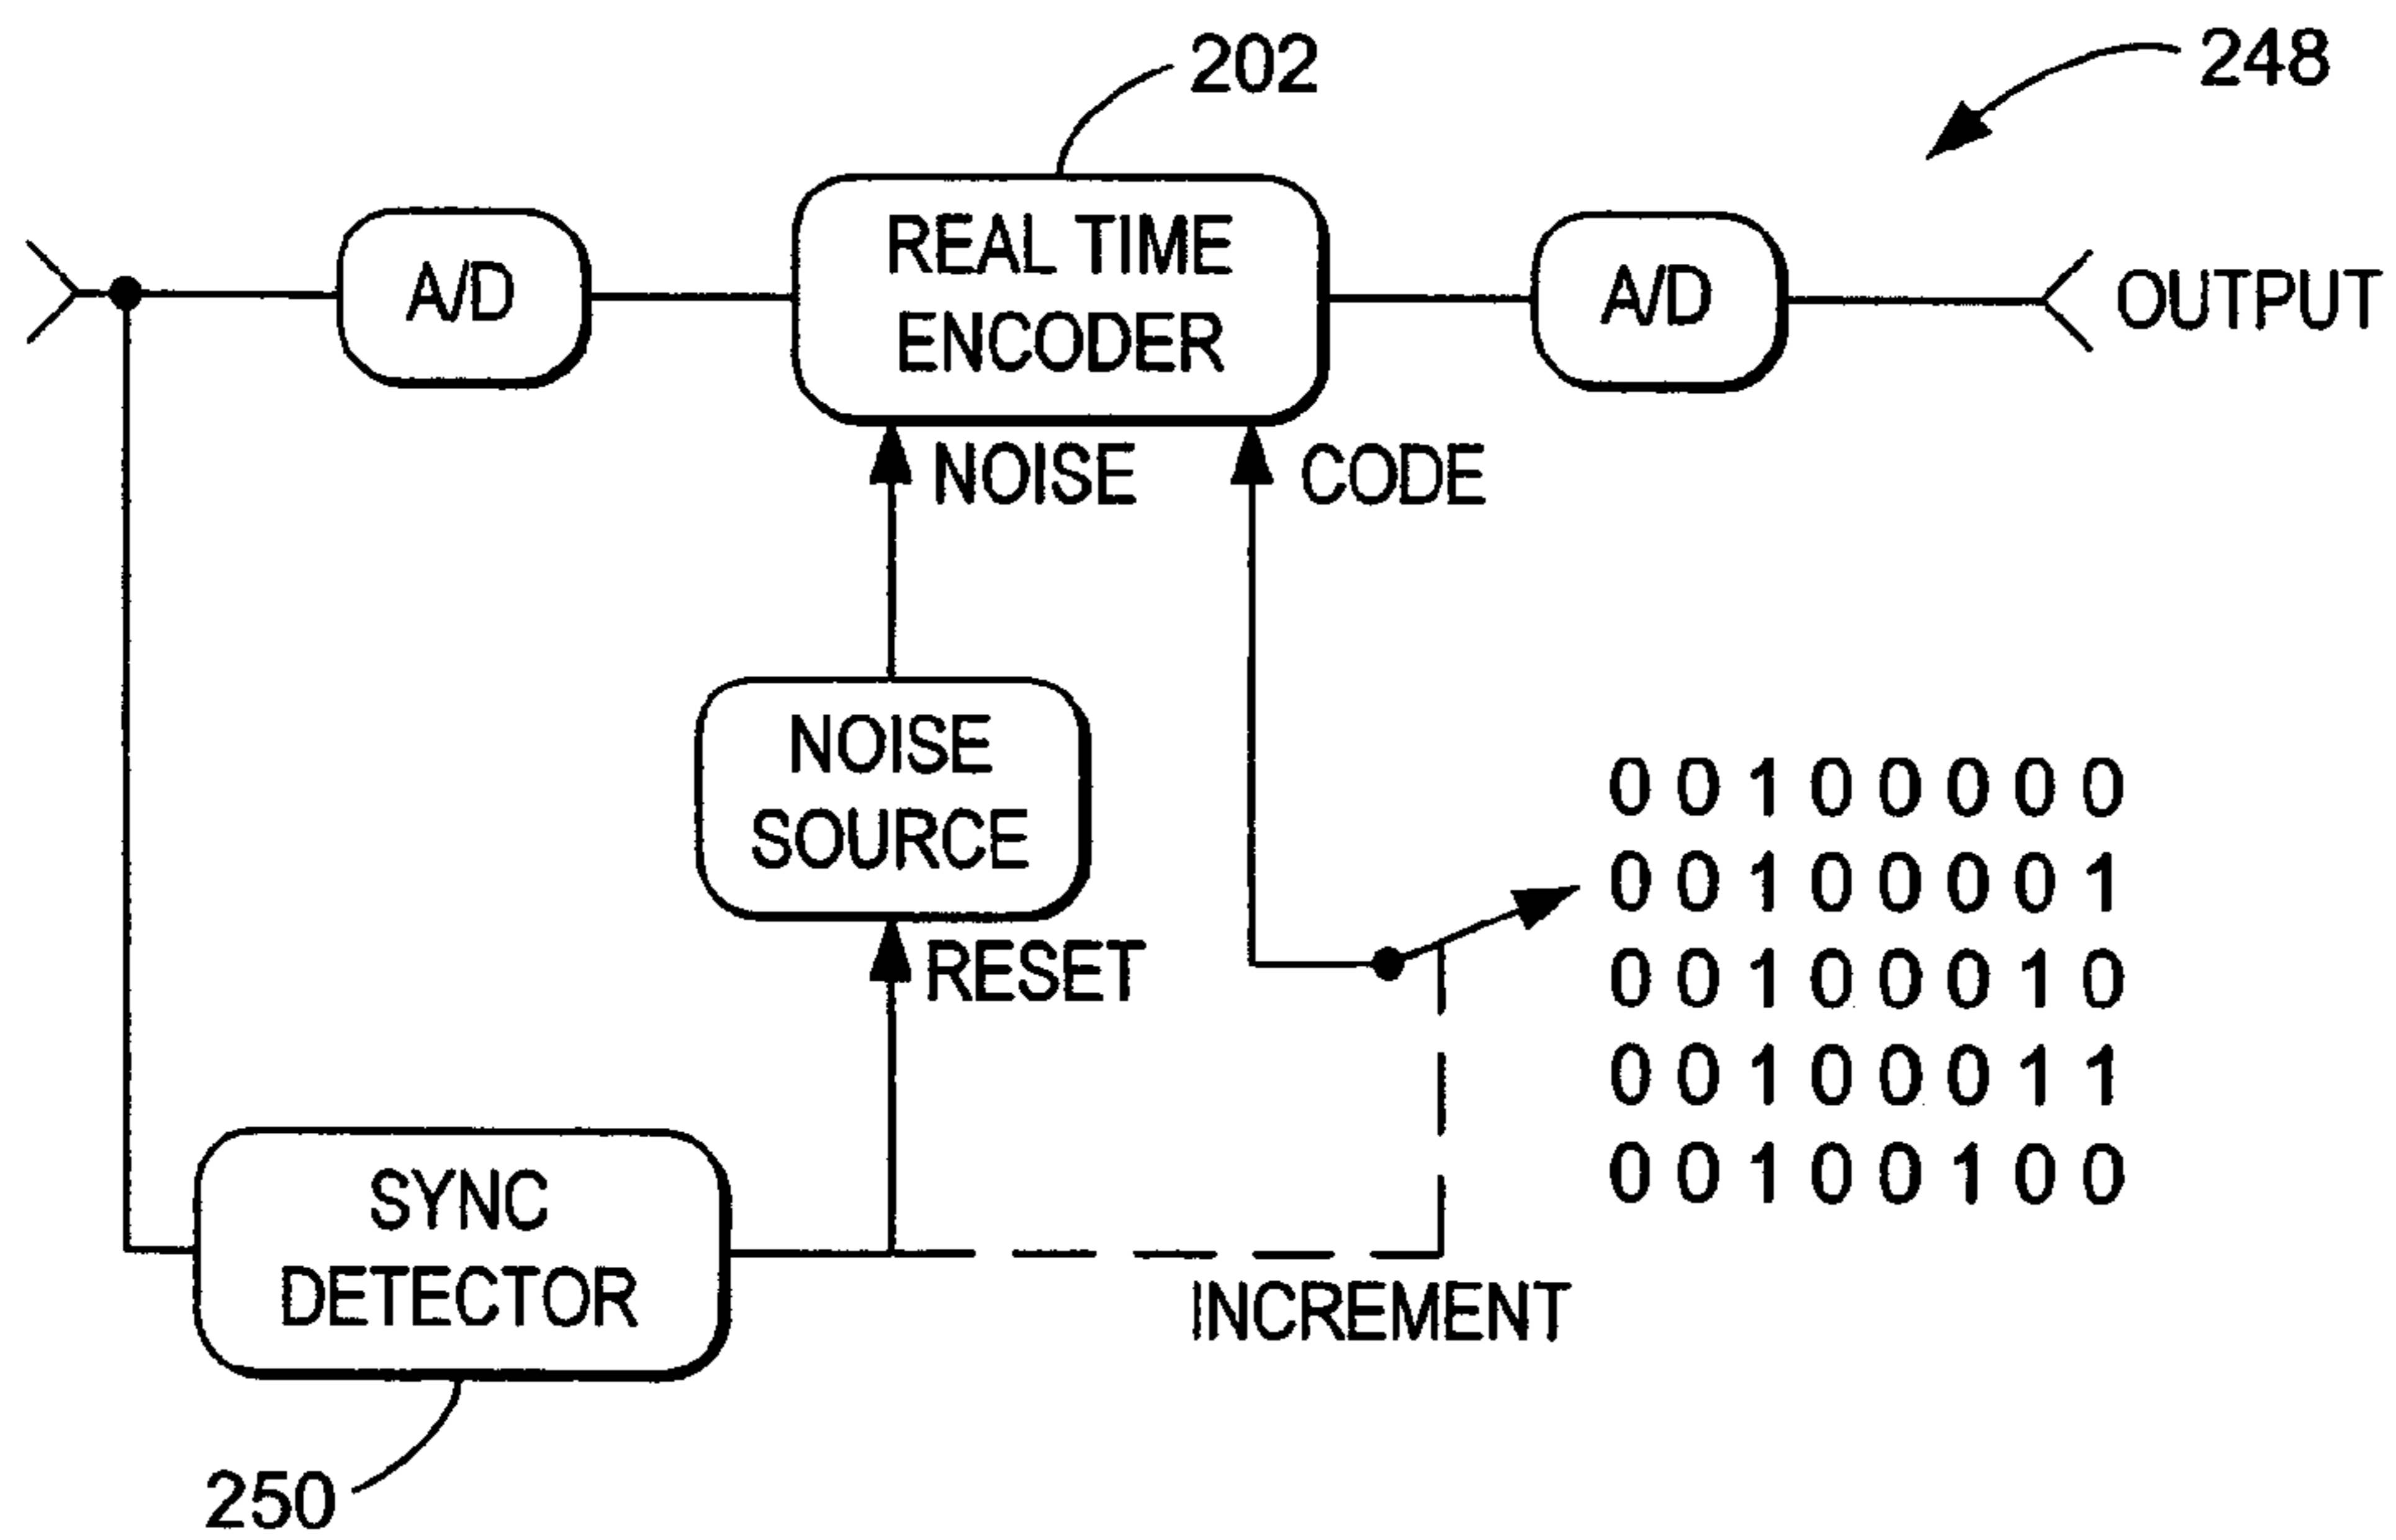 202
248
A/D
REAL TIME
ENCODER
A/D
OUTPUT
NOISE
CODE
NOISE
SOURCE
RESET
0 0 1 0 0 0 0 0
0 0 1 0 0 0 0 1
0 0 1 0 0 0 1 0
0 0 1 0 0 0 1 1
0 0 1 0 0 1 0 0
SYNC
DETECTOR
INCREMENT
250